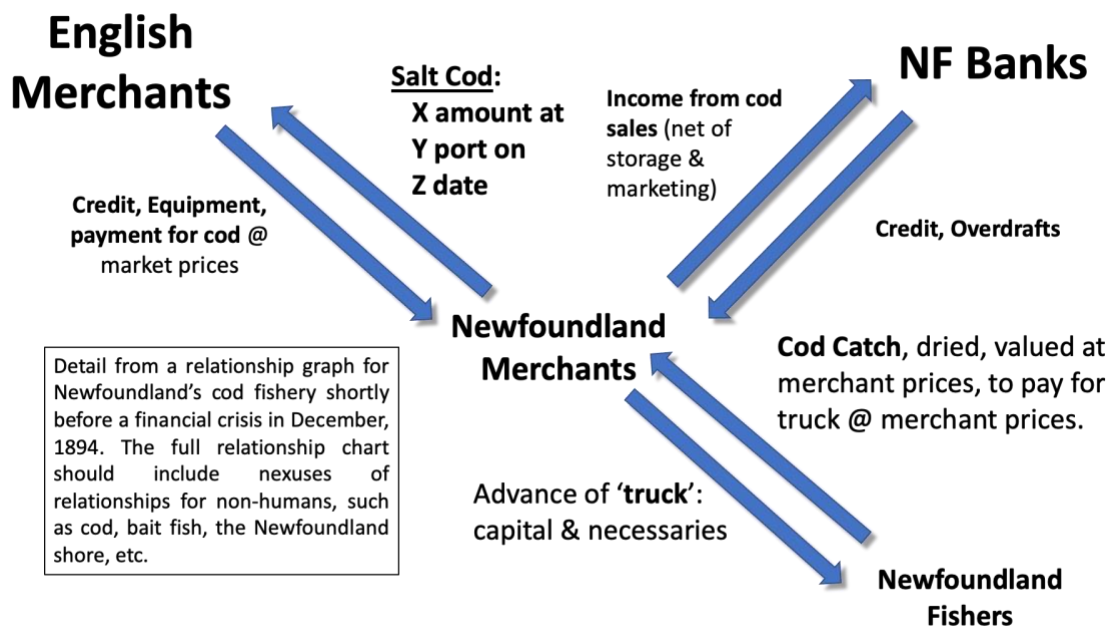 English
Merchants
Salt Cod:
X amount at
Y port on
Z date
Income from cod
sales (net of
storage &
marketing)
NF Banks
Credit, Equipment,
payment for cod @
market prices
Credit, Overdrafts
Newfoundland
Merchants
Cod Catch, dried, valued at
merchant prices, to pay for
truck @ merchant prices.
Detail from a relationship graph for
Newfoundland’s cod fishery shortly
before a financial crisis in December,
1894. The full relationship chart
should include nexuses of
relationships for non-humans, such
as cod, bait fish, the Newfoundland
shore, etc.
Advance of ‘truck’:
capital & necessaries
Newfoundland
Fishers